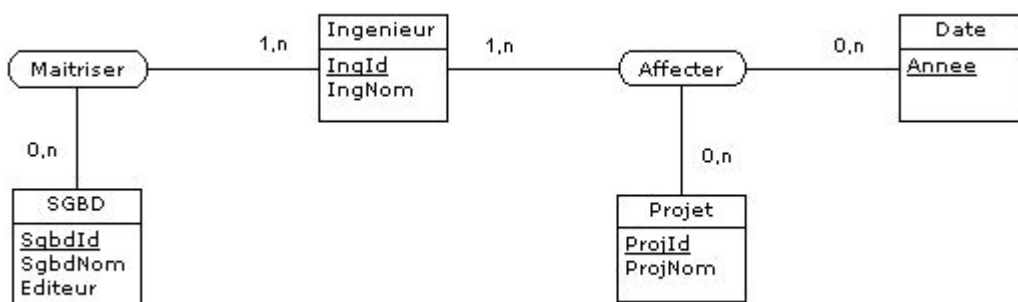 Ingenieur
IngId
IngNom
1,n
1,n
Maitriser
0,n
SGBD
SgbdId
SgbdNom
Editeur
Affecter
0,n
Date
Annee
0,n
Projet
ProjId
ProjNom